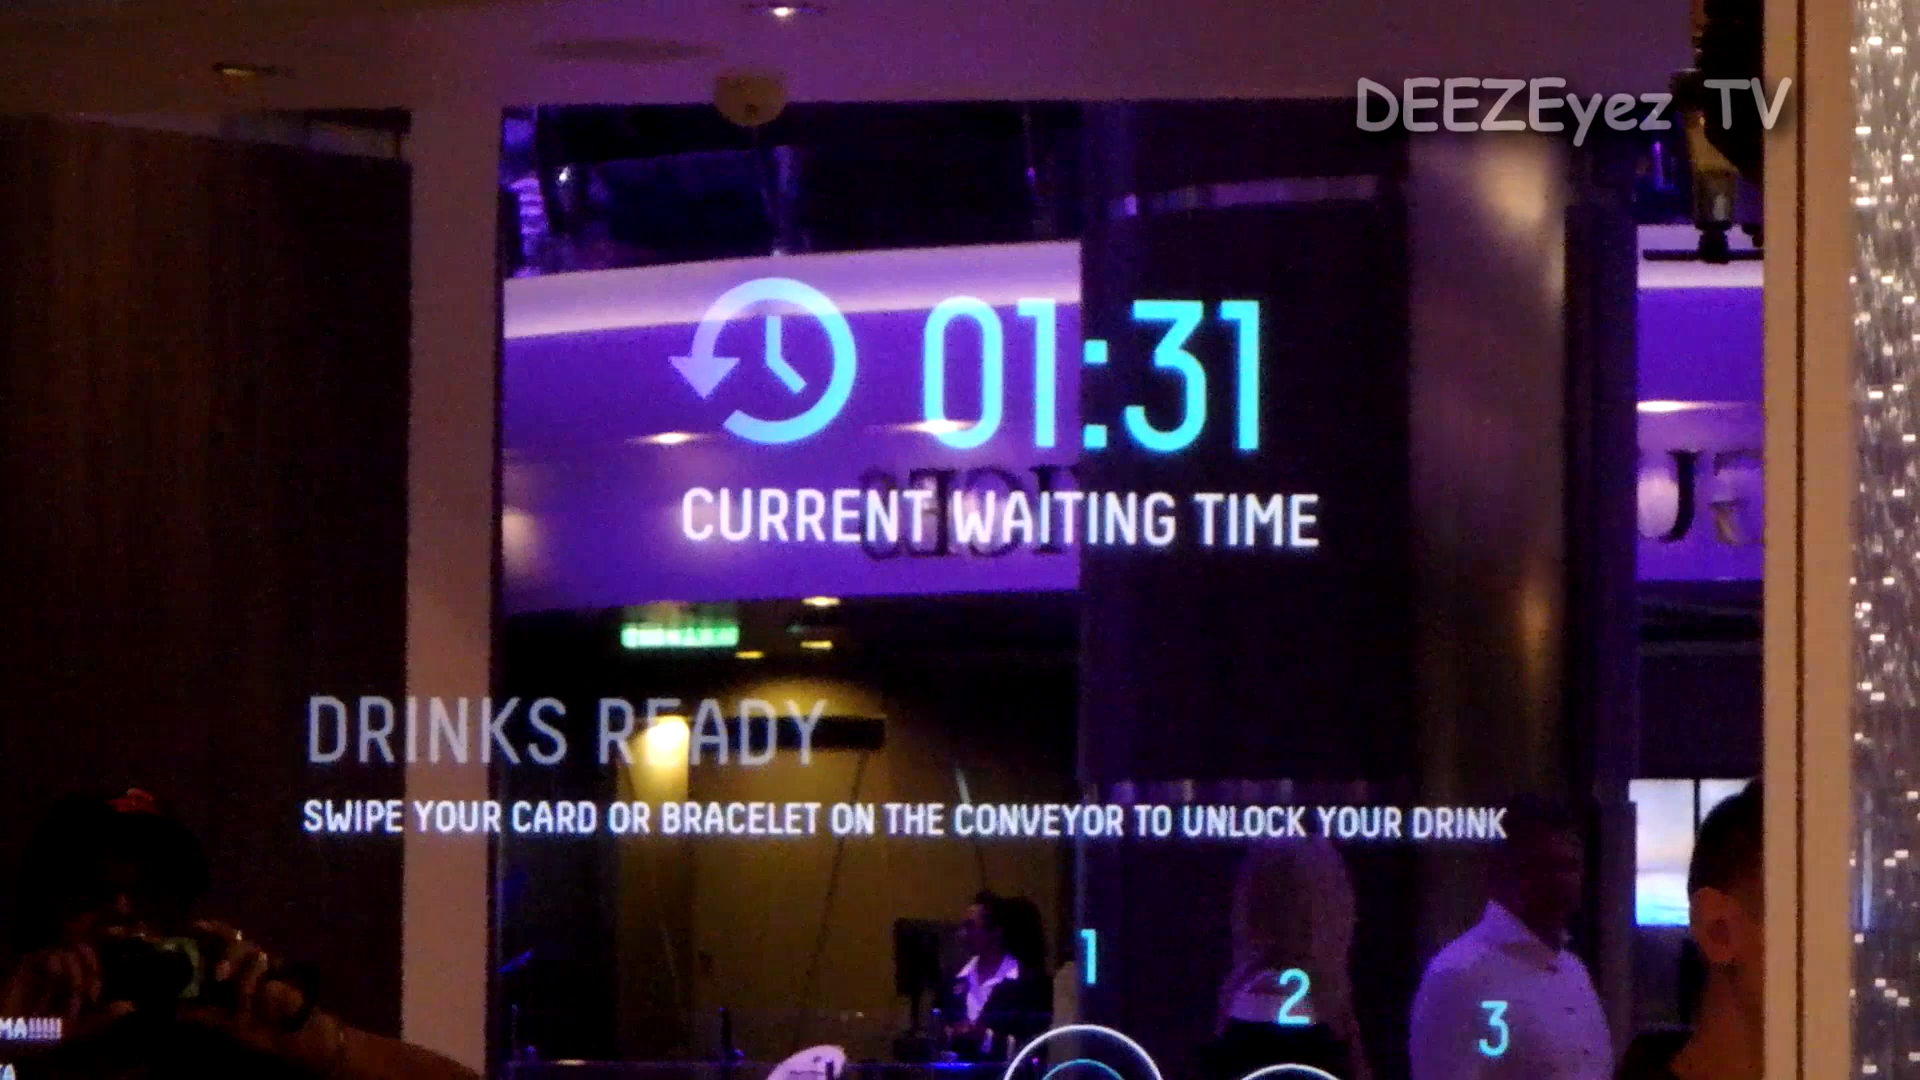 DEEZEyez TV
01:31
CURRENT WAITING TIME
DRINKS READY
SWIPE YOUR CARD OR BRACELET ON THE CONVEYOR TO UNLOCK YOUR DRINK
1
2
3
MA!!!!!